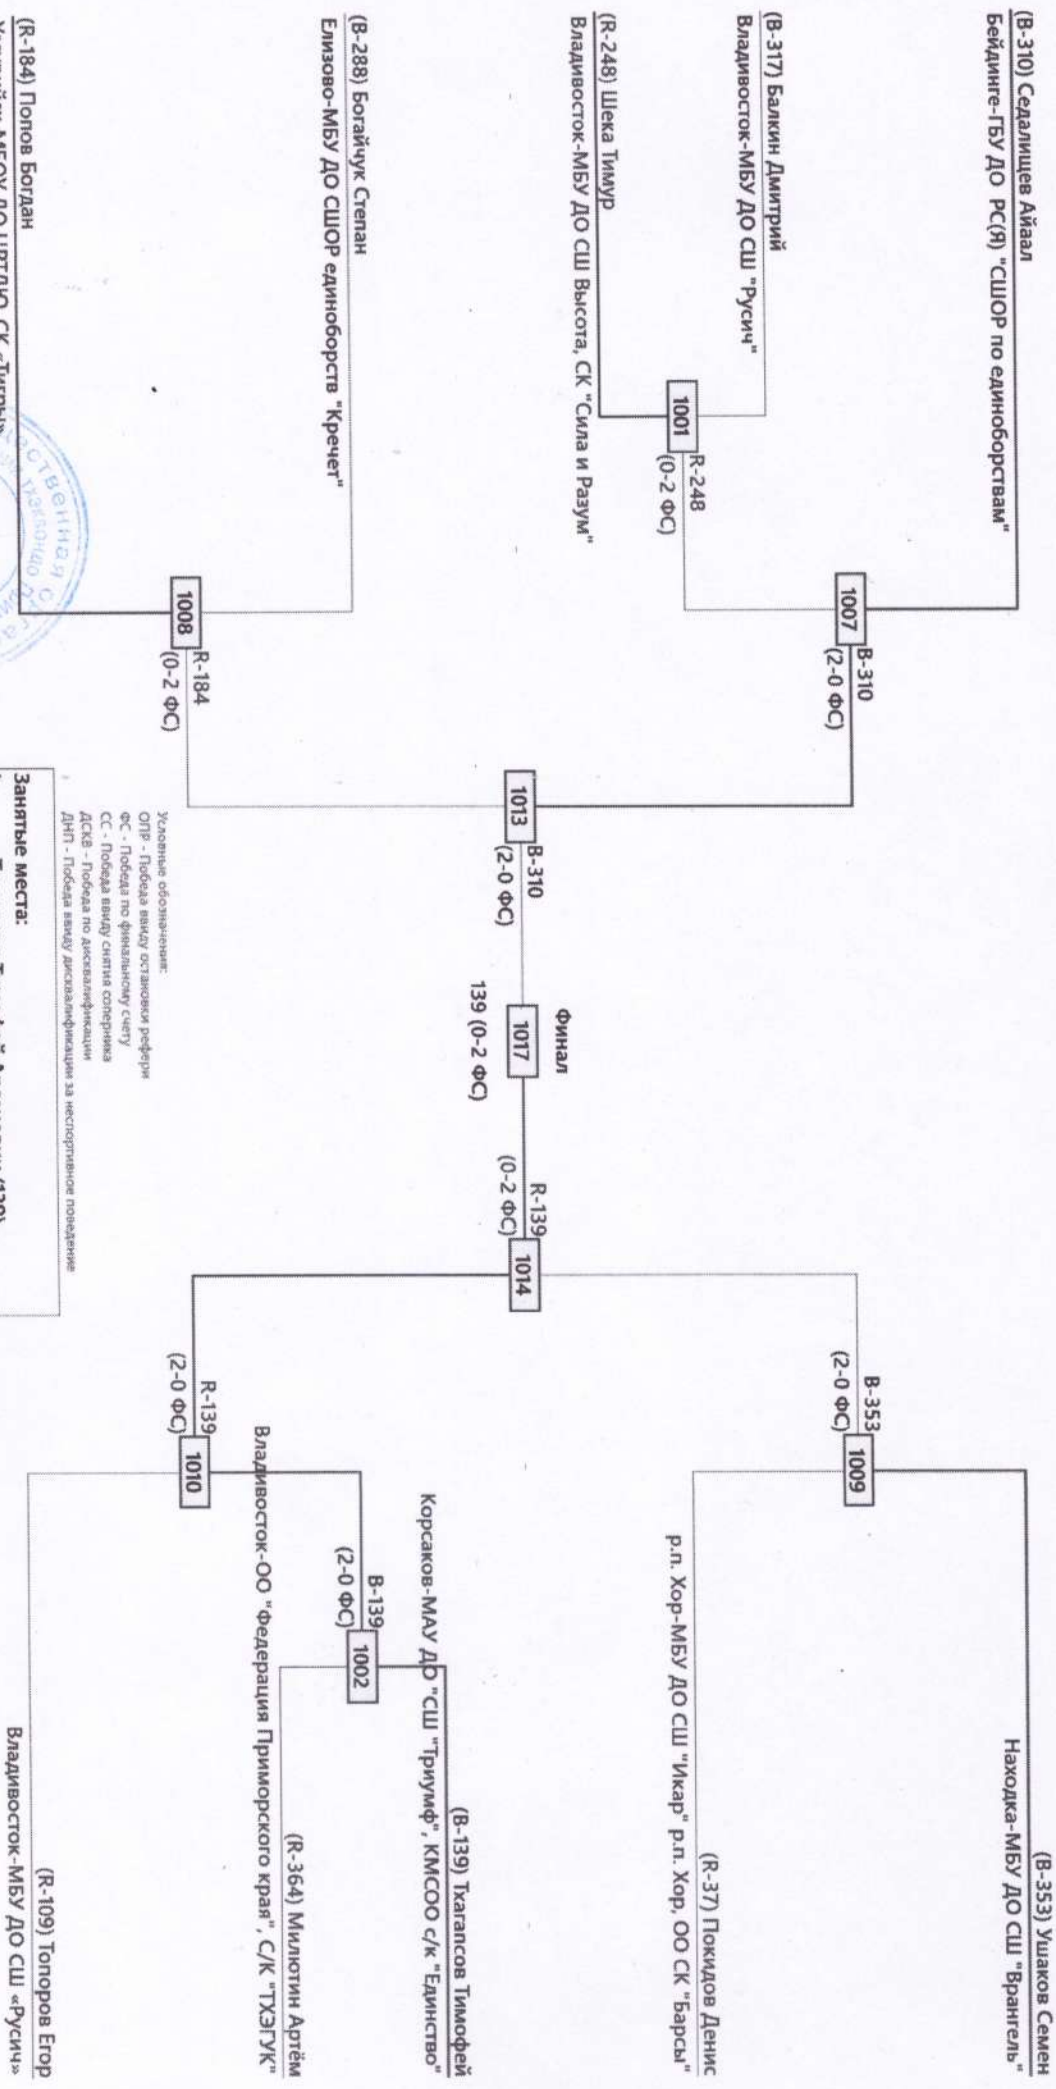 (B-310) Седалищев Айаал
Бейдинге-ГБУ ДО РС(Я) "СШОР по единоборствам"
(B-317) Балкин Дмитрий
Владивосток-МБУ ДО СШ "Русич"
(R-248) Шека Тимур
Владивосток-МБУ ДО СШ Высота, СК "Сила и Разум"
(B-288) Богайчук Степан
Елизово-МБУ ДО СШОР единоборств "Кречет"
(R-184) Попов Богдан
1001
R-248
(0-2 ФС)
1007
B-310
(2-0 ФС)
1008
R-184
(0-2 ФС)
1013
B-310
(2-0 ФС)
Финал
1017
139 (0-2 ФС)
R-139
(0-2 ФС)
1014
B-353
(2-0 ФС)
1009
R-139
(2-0 ФС)
1010
B-139
(2-0 ФС)
1002
(B-353) Ушаков Семен
Находка-МБУ ДО СШ "Врангель"
(R-37) Покидов Денис
р.п. Хор-МБУ ДО СШ "Икар" р.п. Хор, ОО СК "Барсы"
(B-139) Тхагапсов Тимофей
Корсаков-МАУ ДО "СШ "Триумф", КМСОО с/к "Единство"
(R-364) Милютин Артём
Владивосток-ОО "Федерация Приморского края", С/К "ТХЭГУК"
(R-109) Топоров Егор
Владивосток-МБУ ДО СШ «Русич»
Условные обозначения:
ОПР - Победа ввиду остановки рефери
ФС - Победа по финальному счету
СС - Победа ввиду снятия соперника
ДСКВ - Победа по дисквалификации
ДНП - Победа ввиду дисквалификации за неспортивное поведение
Занятые места: